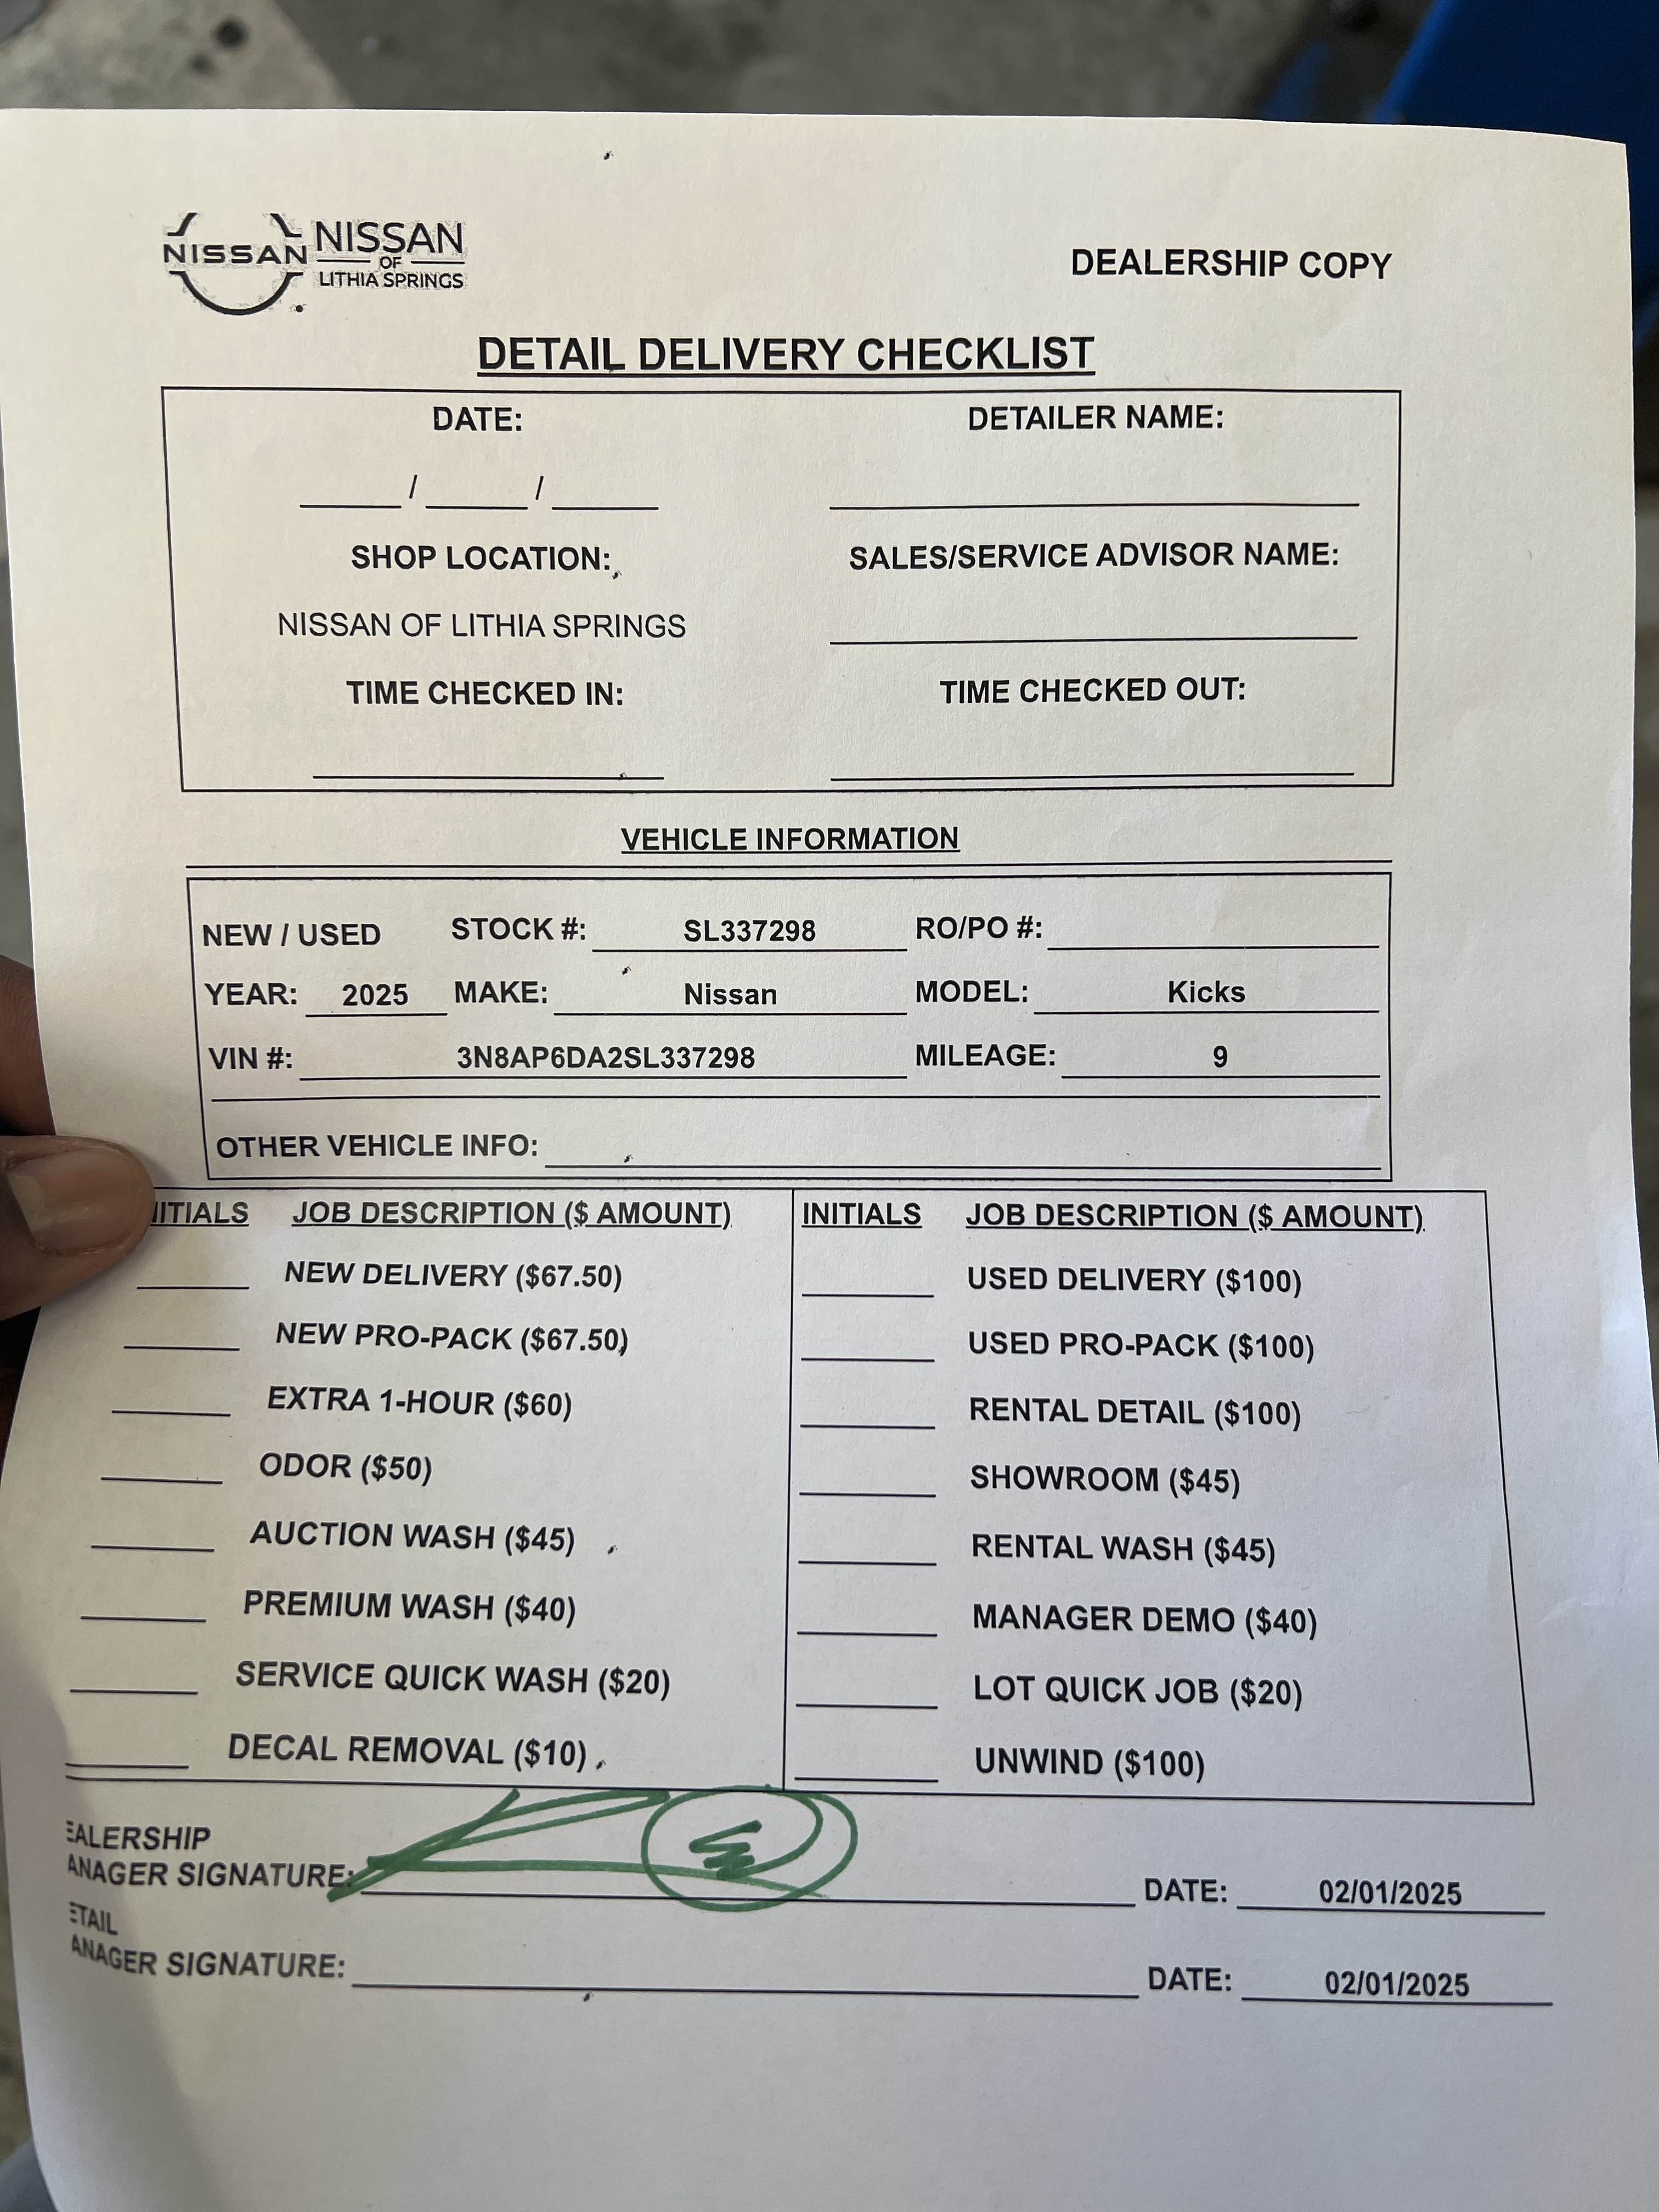 NISSAN NISSAN
OF
LITHIA SPRINGS
DEALERSHIP COPY
DETAIL DELIVERY CHECKLIST
DATE: DETAILER NAME:
____ / ____ / ____
SHOP LOCATION: SALES/SERVICE ADVISOR NAME:
NISSAN OF LITHIA SPRINGS
TIME CHECKED IN: TIME CHECKED OUT:
VEHICLE INFORMATION
NEW / USED STOCK #: SL337298 RO/PO #:
YEAR: 2025 MAKE: Nissan MODEL: Kicks
VIN #: 3N8AP6DA2SL337298 MILEAGE: 9
OTHER VEHICLE INFO:
ITIALS JOB DESCRIPTION ($ AMOUNT) INITIALS JOB DESCRIPTION ($ AMOUNT)
NEW DELIVERY ($67.50) USED DELIVERY ($100)
NEW PRO-PACK ($67.50) USED PRO-PACK ($100)
EXTRA 1-HOUR ($60) RENTAL DETAIL ($100)
ODOR ($50) SHOWROOM ($45)
AUCTION WASH ($45) RENTAL WASH ($45)
PREMIUM WASH ($40) MANAGER DEMO ($40)
SERVICE QUICK WASH ($20) LOT QUICK JOB ($20)
DECAL REMOVAL ($10) UNWIND ($100)
EALERSHIP
ANAGER SIGNATURE: DATE: 02/01/2025
ETAIL
ANAGER SIGNATURE: DATE: 02/01/2025